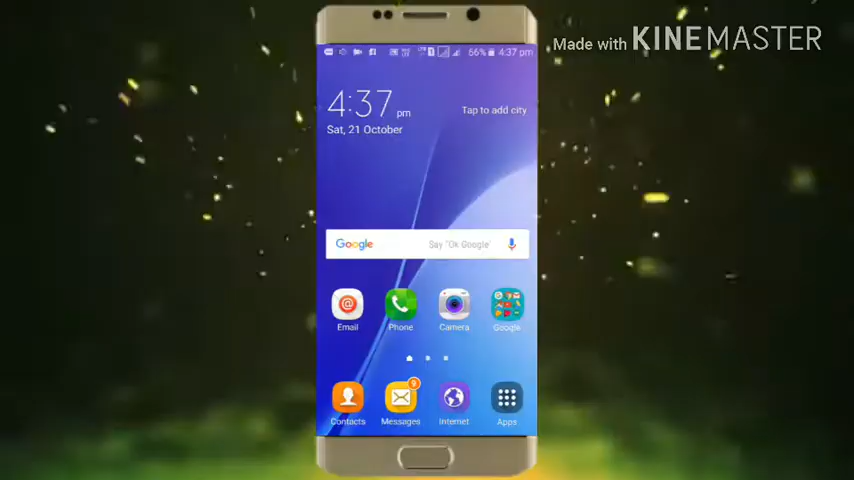 Made with KINEMASTER
66% 4:37 pm
4:37 pm
Tap to add city
Sat, 21 October
Google
Say "Ok Google"
Email
Phone
Camera
Google
9
Contacts
Messages
Internet
Apps